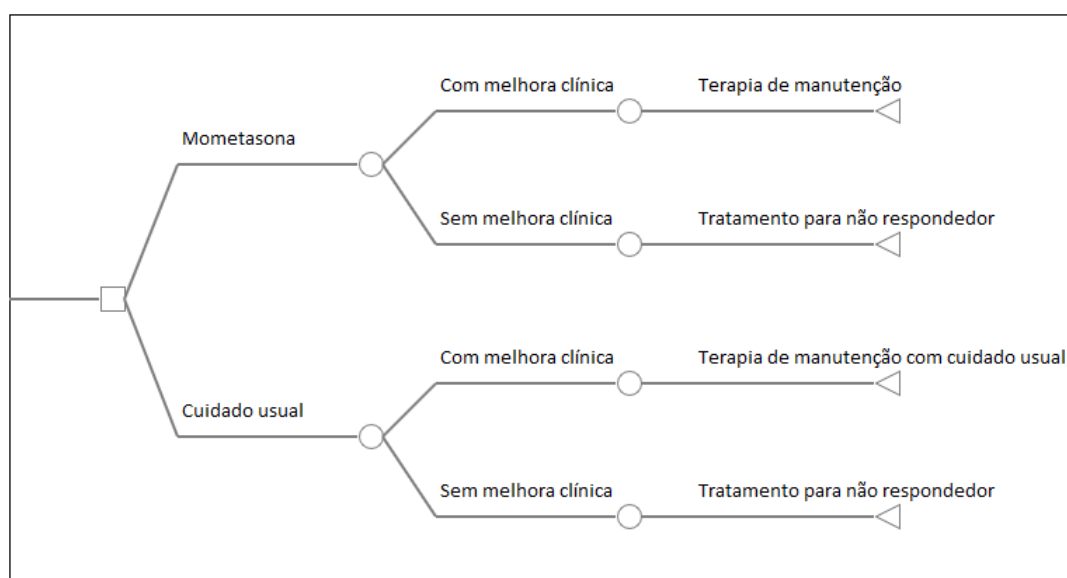 Com melhora clínica
Terapia de manutenção
Mometasona
Sem melhora clínica
Tratamento para não respondedor
Com melhora clínica
Terapia de manutenção com cuidado usual
Cuidado usual
Sem melhora clínica
Tratamento para não respondedor